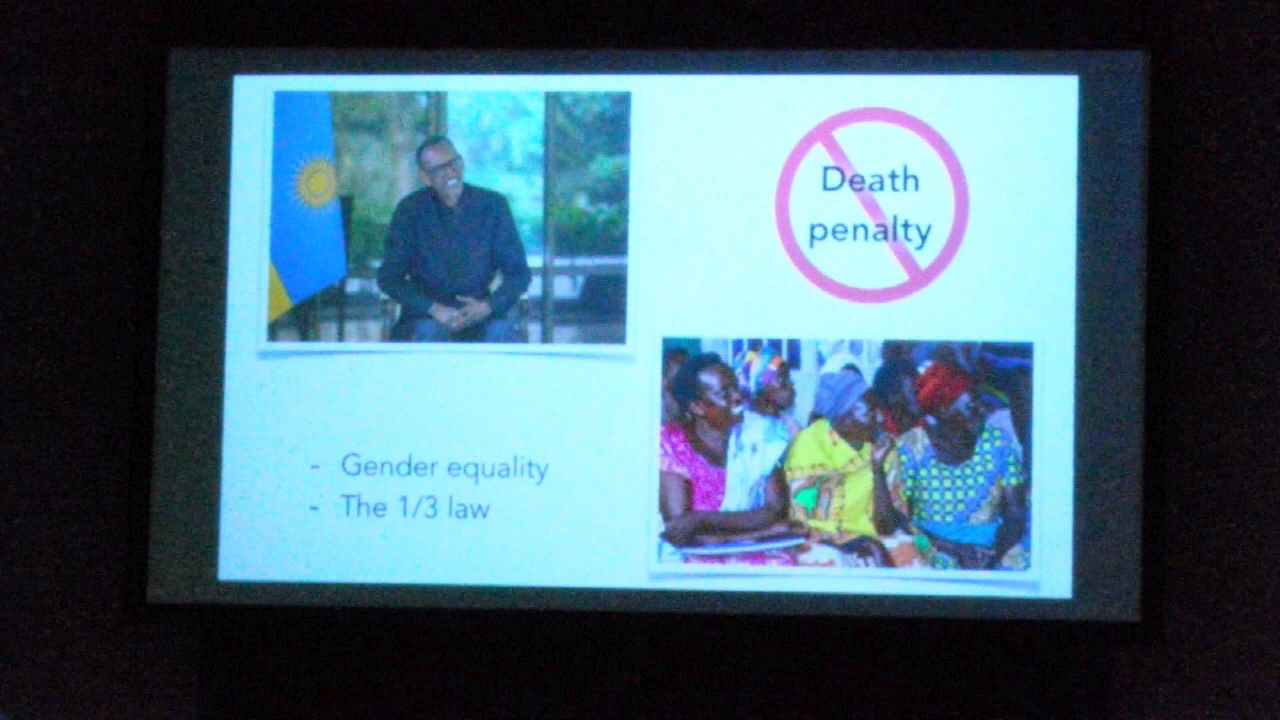 Death
penalty
- Gender equality
- The 1/3 law